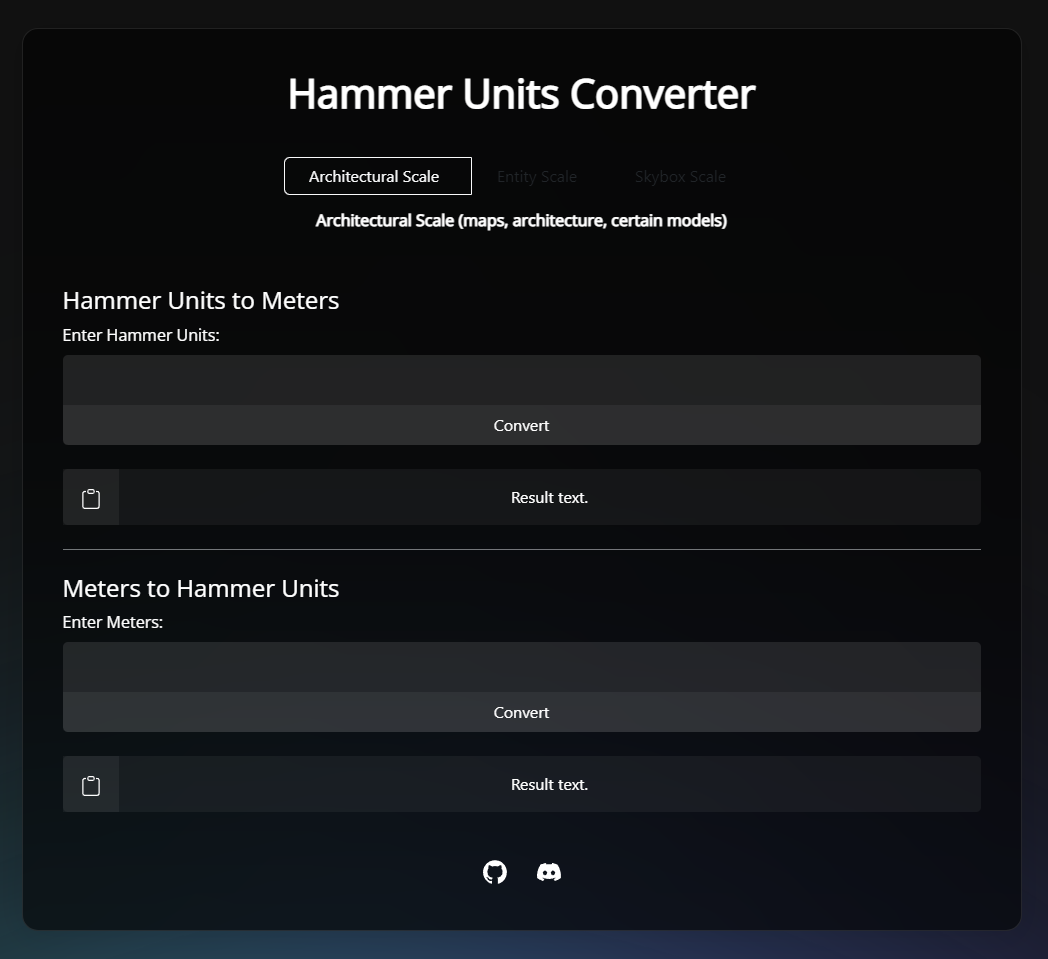 Hammer Units Converter
Architectural Scale Entity Scale Skybox Scale
Architectural Scale (maps, architecture, certain models)
Hammer Units to Meters
Enter Hammer Units:
Convert
Result text.
Meters to Hammer Units
Enter Meters:
Convert
Result text.